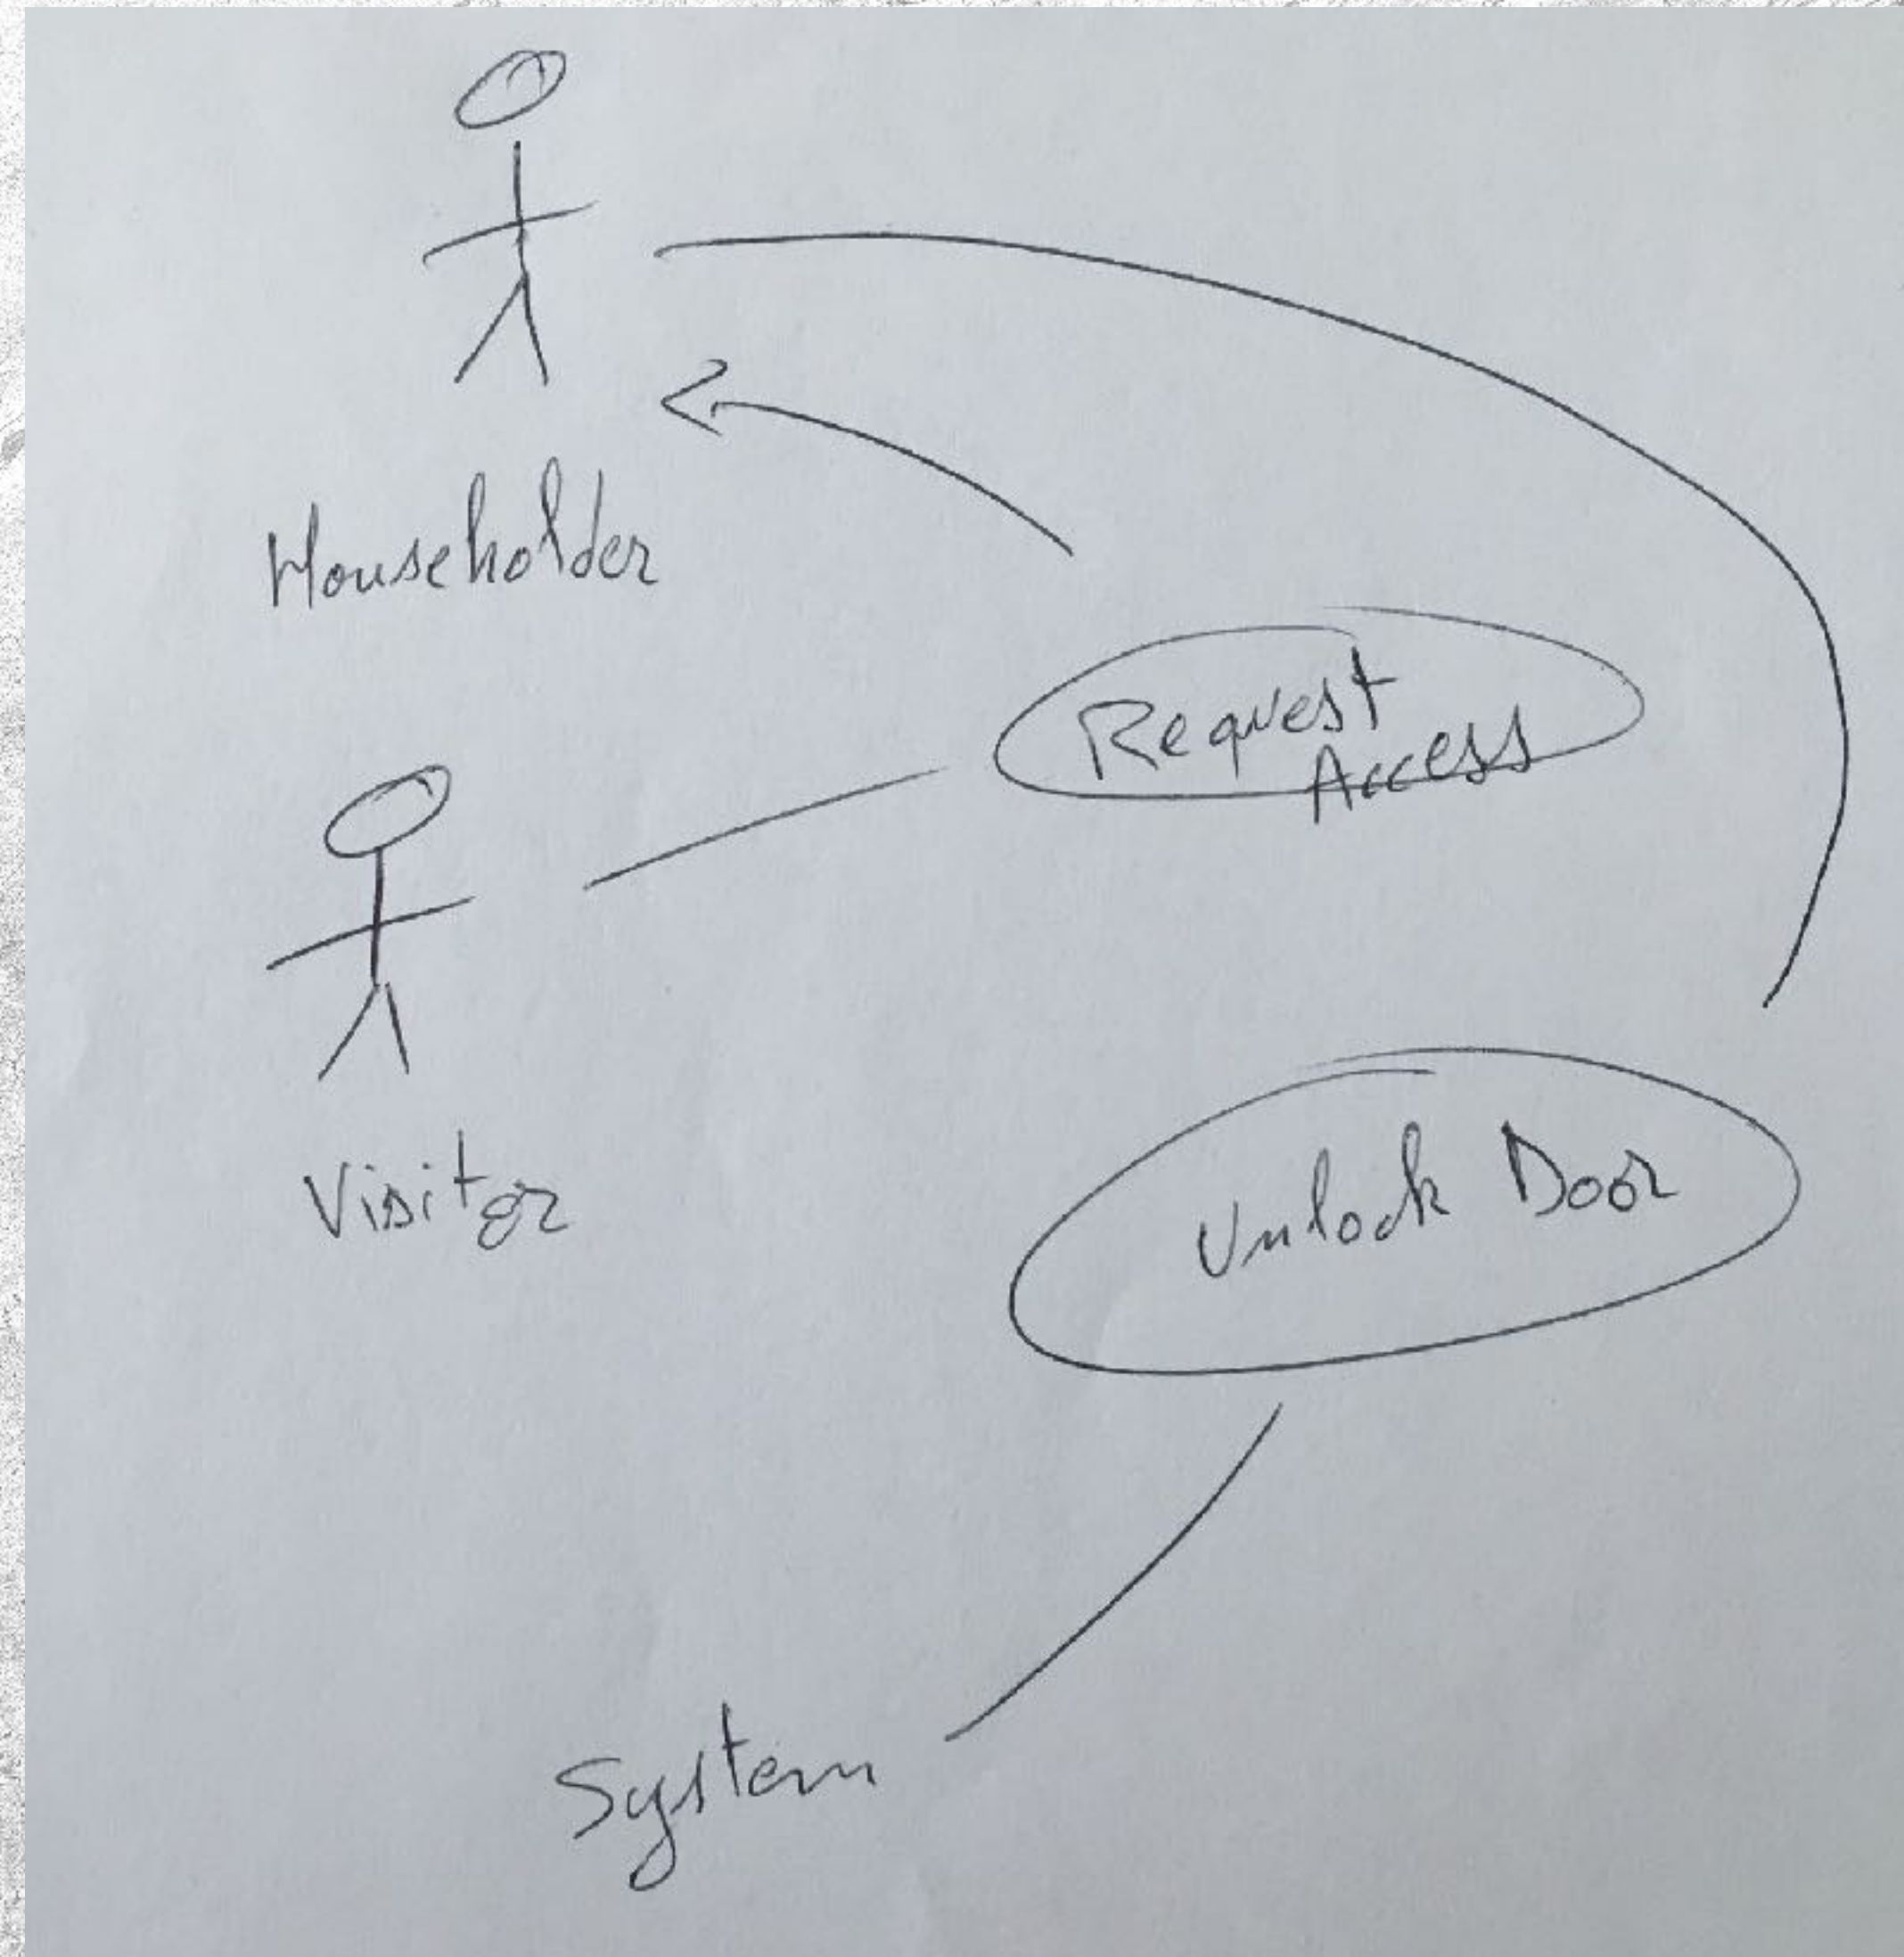 Householder
Request
Access
Visitor
Unlock Door
System